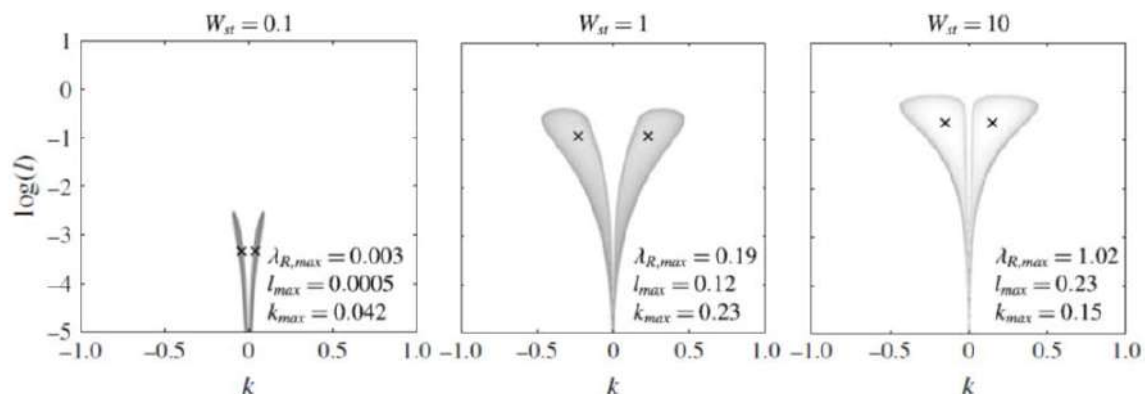 W_st = 0.1
W_st = 1
W_st = 10
1
0
−1
−2
−3
−4
−5
log(l)
λ_R,max = 0.003
l_max = 0.0005
k_max = 0.042
λ_R,max = 0.19
l_max = 0.12
k_max = 0.23
λ_R,max = 1.02
l_max = 0.23
k_max = 0.15
−1.0 −0.5 0 0.5 1.0
−1.0 −0.5 0 0.5 1.0
−1.0 −0.5 0 0.5 1.0
k
k
k